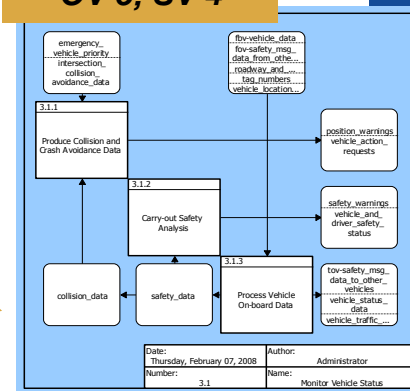 emergency_
vehicle_priority
intersection_
collision_
avoidance_data
fbv-vehicle_data
fov-safety_msg_
data_from_othe...
roadway_and_...
tag_numbers
vehicle_location...
3.1.1
Produce Collision and
Crash Avoidance Data
position_warnings
vehicle_action_
requests
3.1.2
Carry-out Safety
Analysis
safety_warnings
vehicle_and_
driver_safety_
status
3.1.3
Process Vehicle
On-board Data
collision_data
safety_data
tov-safety_msg_
data_to_other_
vehicles
vehicle_status_
data
vehicle_traffic_...
Date:
Thursday, February 07, 2008
Author:
Administrator
Number:
3.1
Name:
Monitor Vehicle Status